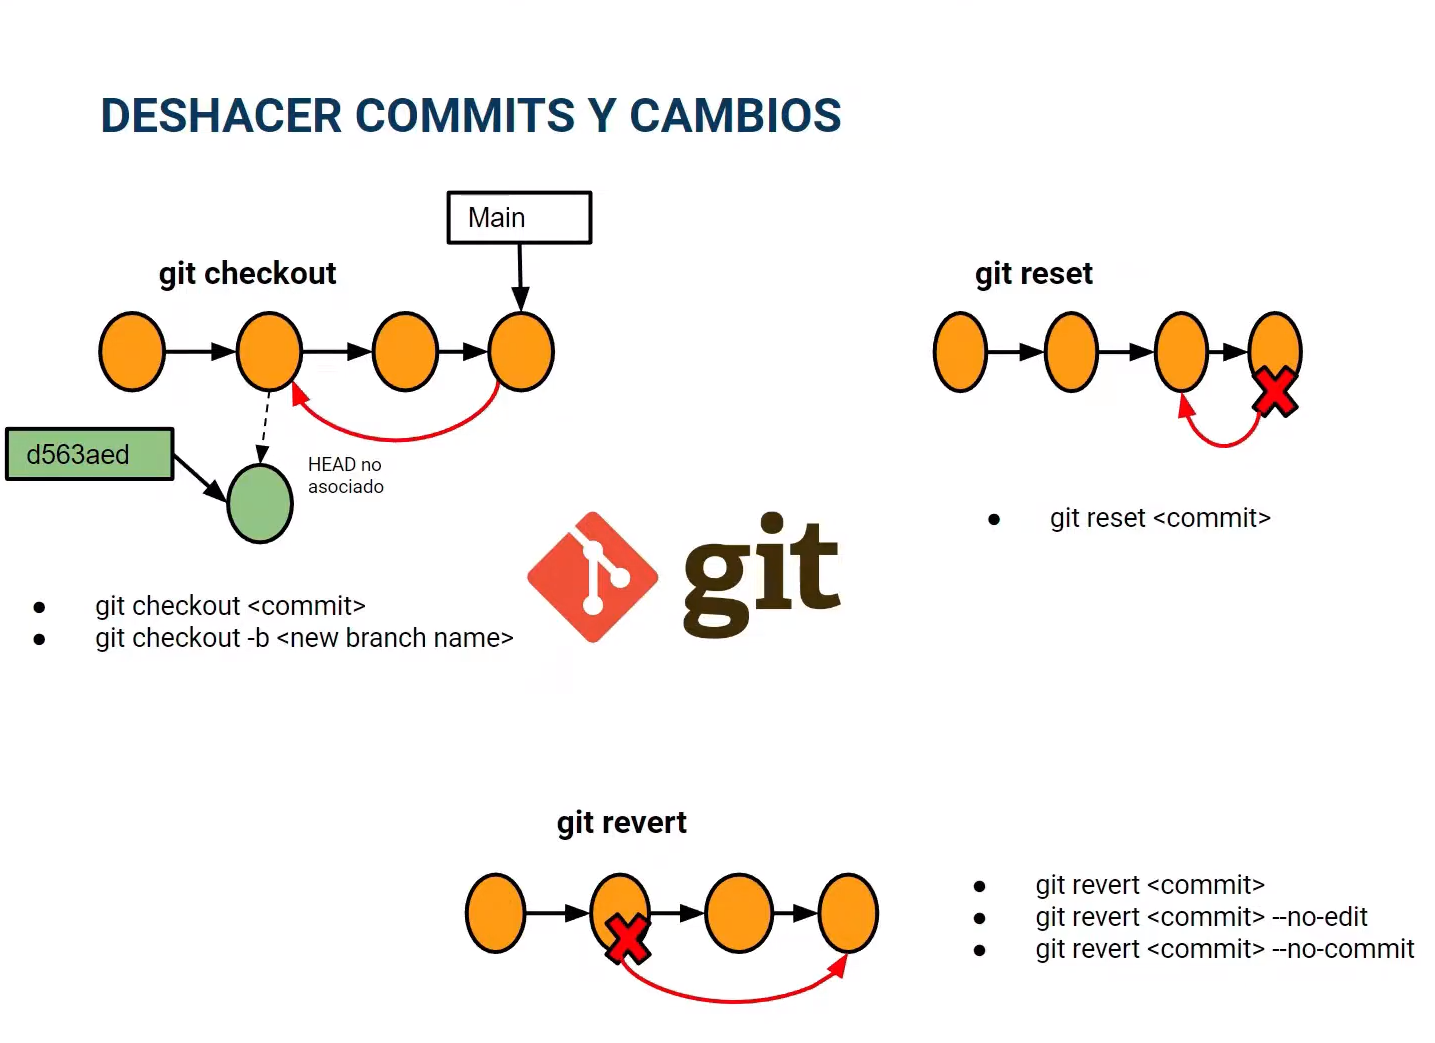 DESHACER COMMITS Y CAMBIOS
Main
git checkout
d563aed
HEAD no
asociado
git checkout <commit>
git checkout -b <new branch name>
git
git reset
git reset <commit>
git revert
git revert <commit>
git revert <commit> --no-edit
git revert <commit> --no-commit